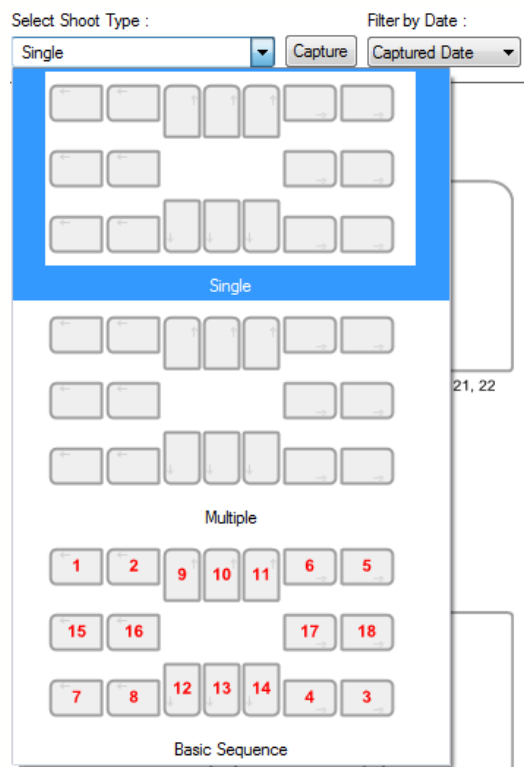 Select Shoot Type : Filter by Date :
Single Capture Captured Date
Single
21, 22
Multiple
1 2 9 10 11 6 5
15 16 17 18
7 8 12 13 14 4 3
Basic Sequence